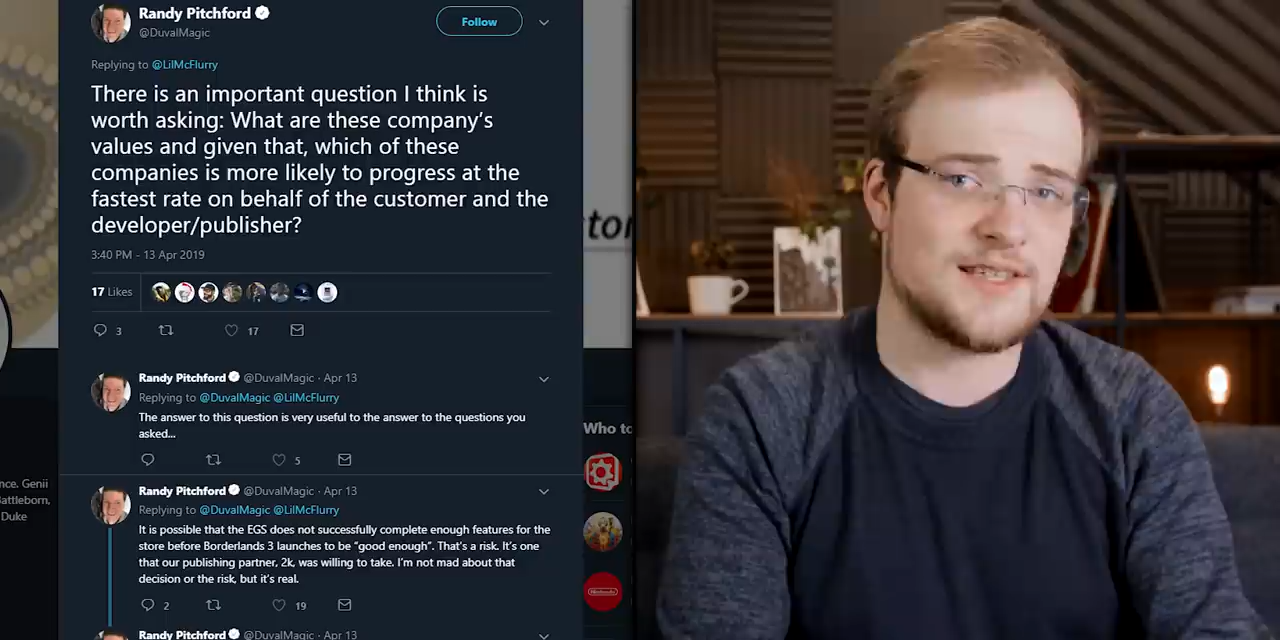 Randy Pitchford
Follow
@DuvalMagic
Replying to @LilMcFlurry
There is an important question I think is
worth asking: What are these company's
values and given that, which of these
companies is more likely to progress at the
fastest rate on behalf of the customer and the
developer/publisher?
3:40 PM - 13 Apr 2019
17 Likes
3
17
Randy Pitchford @DuvalMagic · Apr 13
Replying to @DuvalMagic @LilMcFlurry
The answer to this question is very useful to the answer to the questions you
asked...
5
Randy Pitchford @DuvalMagic · Apr 13
Replying to @DuvalMagic @LilMcFlurry
It is possible that the EGS does not successfully complete enough features for the
store before Borderlands 3 launches to be “good enough”. That's a risk. It's one
that our publishing partner, 2k, was willing to take. I'm not mad about that
decision or the risk, but it's real.
2
19
Randy Pitchford @DuvalMagic · Apr 13
nce. Genii
attleborn,
Duke
stor
Who to
Nintendo